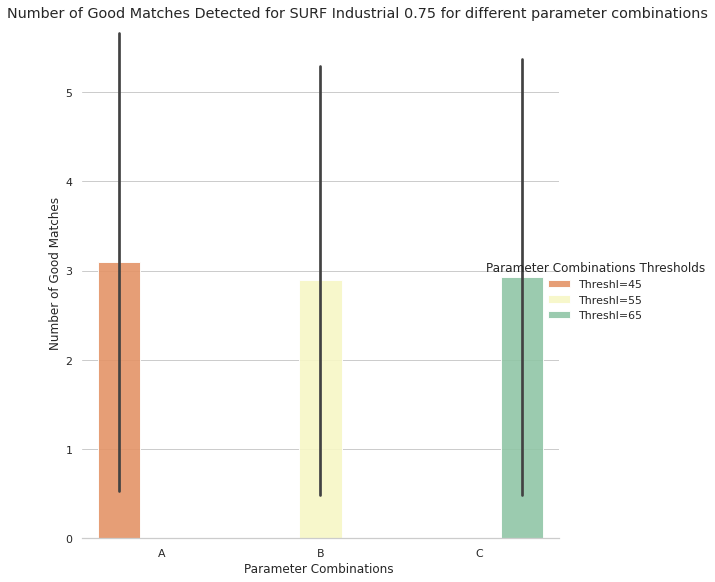 Number of Good Matches Detected for SURF Industrial 0.75 for different parameter combinations
5
4
3
2
1
0
Number of Good Matches
A
B
C
Parameter Combinations
Parameter Combinations Thresholds
Threshl=45
Threshl=55
Threshl=65